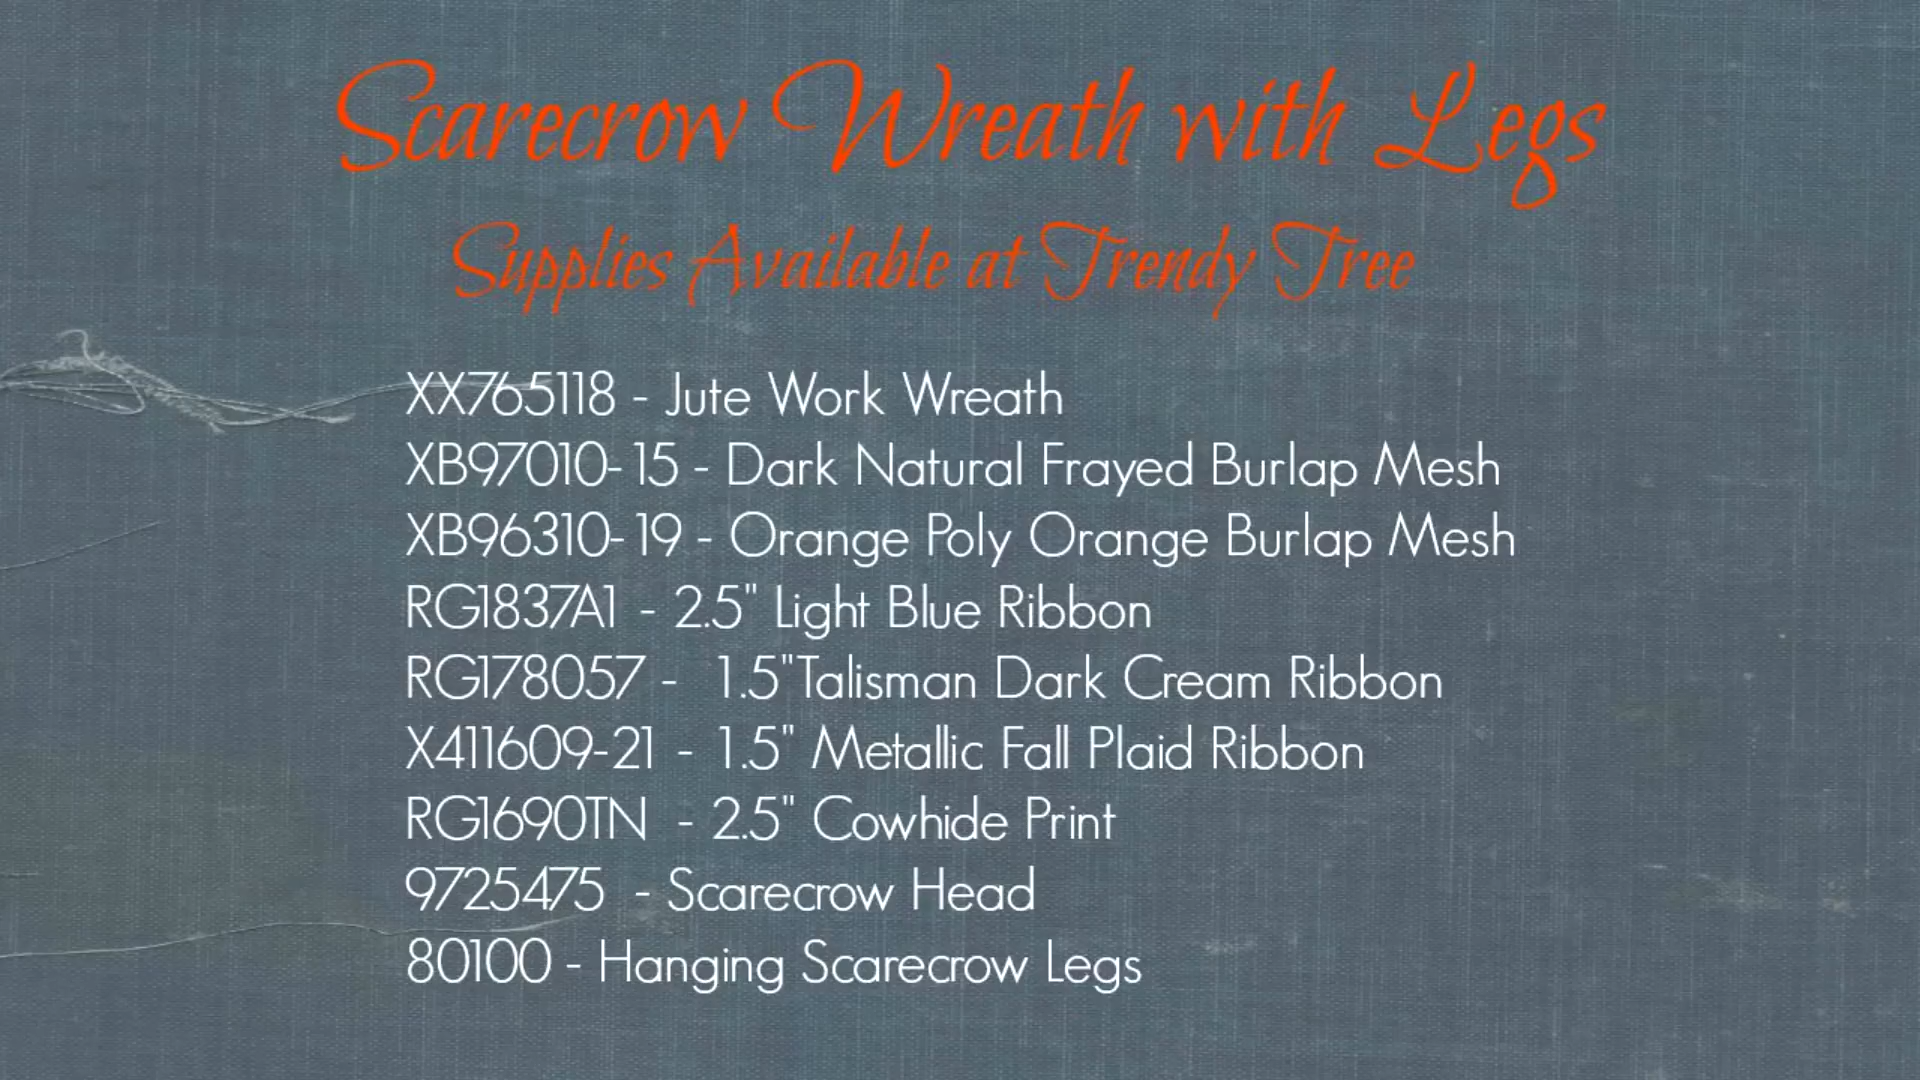 Scarecrow Wreath with Legs
Supplies Available at Trendy Tree
XX765118 - Jute Work Wreath
XB97010-15 - Dark Natural Frayed Burlap Mesh
XB96310-19 - Orange Poly Orange Burlap Mesh
RG1837A1 - 2.5" Light Blue Ribbon
RG178057 - 1.5"Talisman Dark Cream Ribbon
X411609-21 - 1.5" Metallic Fall Plaid Ribbon
RG1690TN - 2.5" Cowhide Print
9725475 - Scarecrow Head
80100 - Hanging Scarecrow Legs